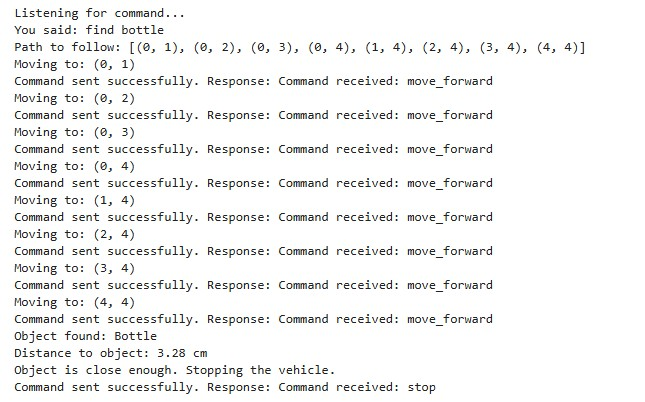 Listening for command...
You said: find bottle
Path to follow: [(0, 1), (0, 2), (0, 3), (0, 4), (1, 4), (2, 4), (3, 4), (4, 4)]
Moving to: (0, 1)
Command sent successfully. Response: Command received: move_forward
Moving to: (0, 2)
Command sent successfully. Response: Command received: move_forward
Moving to: (0, 3)
Command sent successfully. Response: Command received: move_forward
Moving to: (0, 4)
Command sent successfully. Response: Command received: move_forward
Moving to: (1, 4)
Command sent successfully. Response: Command received: move_forward
Moving to: (2, 4)
Command sent successfully. Response: Command received: move_forward
Moving to: (3, 4)
Command sent successfully. Response: Command received: move_forward
Moving to: (4, 4)
Command sent successfully. Response: Command received: move_forward
Object found: Bottle
Distance to object: 3.28 cm
Object is close enough. Stopping the vehicle.
Command sent successfully. Response: Command received: stop